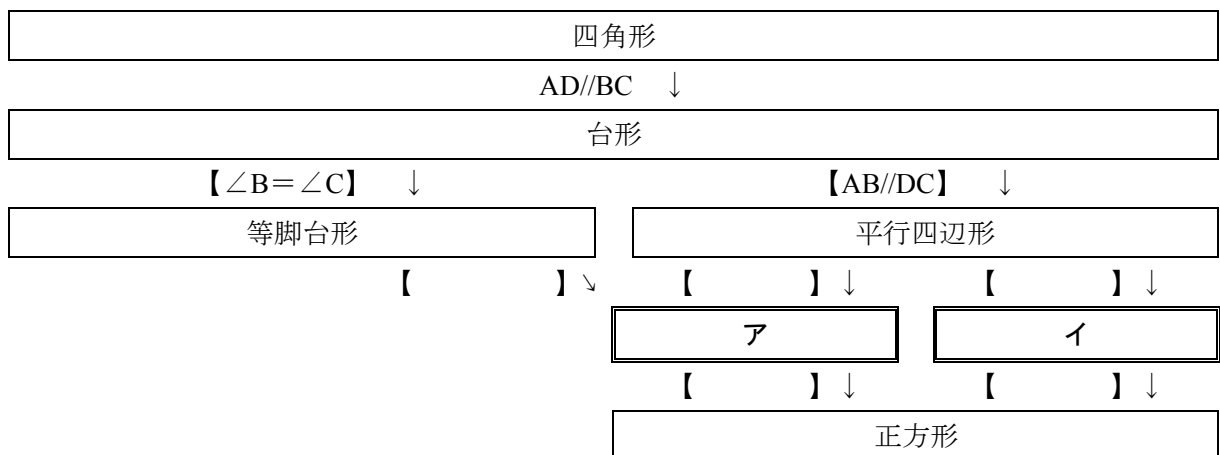 四角形
AD//BC ↓
台形
【∠B=∠C】 ↓ 【AB//DC】 ↓
等脚台形 平行四辺形
【 】↘ 【 】↓ 【 】↓
ア イ
【 】↓ 【 】↓
正方形